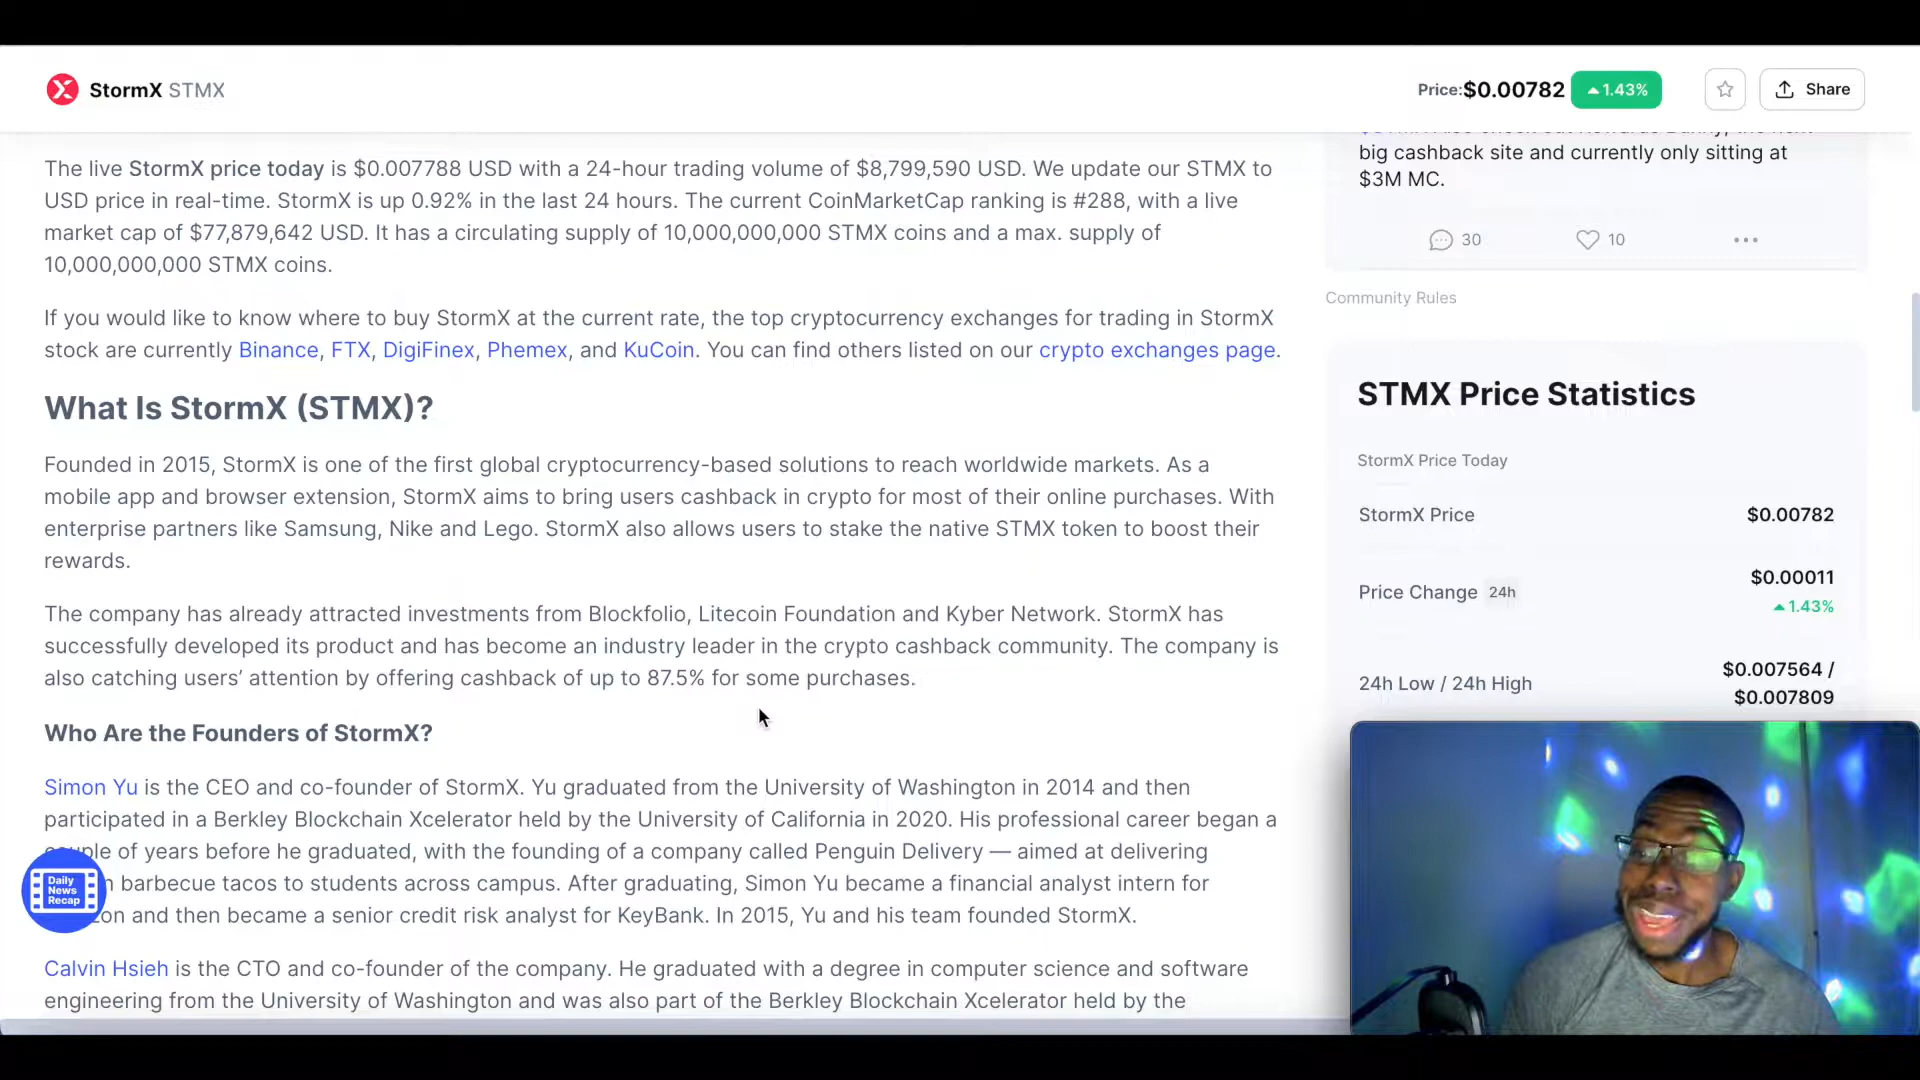 StormX STMX
Price:$0.00782 1.43% Share
The live StormX price today is $0.007788 USD with a 24-hour trading volume of $8,799,590 USD. We update our STMX to
USD price in real-time. StormX is up 0.92% in the last 24 hours. The current CoinMarketCap ranking is #288, with a live
market cap of $77,879,642 USD. It has a circulating supply of 10,000,000,000 STMX coins and a max. supply of
10,000,000,000 STMX coins.
If you would like to know where to buy StormX at the current rate, the top cryptocurrency exchanges for trading in StormX
stock are currently Binance, FTX, DigiFinex, Phemex, and KuCoin. You can find others listed on our crypto exchanges page.
What Is StormX (STMX)?
Founded in 2015, StormX is one of the first global cryptocurrency-based solutions to reach worldwide markets. As a
mobile app and browser extension, StormX aims to bring users cashback in crypto for most of their online purchases. With
enterprise partners like Samsung, Nike and Lego. StormX also allows users to stake the native STMX token to boost their
rewards.
The company has already attracted investments from Blockfolio, Litecoin Foundation and Kyber Network. StormX has
successfully developed its product and has become an industry leader in the crypto cashback community. The company is
also catching users’ attention by offering cashback of up to 87.5% for some purchases.
Who Are the Founders of StormX?
Simon Yu is the CEO and co-founder of StormX. Yu graduated from the University of Washington in 2014 and then
participated in a Berkley Blockchain Xcelerator held by the University of California in 2020. His professional career began a
of years before he graduated, with the founding of a company called Penguin Delivery — aimed at delivering
barbecue tacos to students across campus. After graduating, Simon Yu became a financial analyst intern for
and then became a senior credit risk analyst for KeyBank. In 2015, Yu and his team founded StormX.
Calvin Hsieh is the CTO and co-founder of the company. He graduated with a degree in computer science and software
engineering from the University of Washington and was also part of the Berkley Blockchain Xcelerator held by the
Daily
News
Recap
big cashback site and currently only sitting at
$3M MC.
30 10
Community Rules
STMX Price Statistics
StormX Price Today
StormX Price $0.00782
Price Change 24h $0.00011
1.43%
24h Low / 24h High $0.007564 /
$0.007809